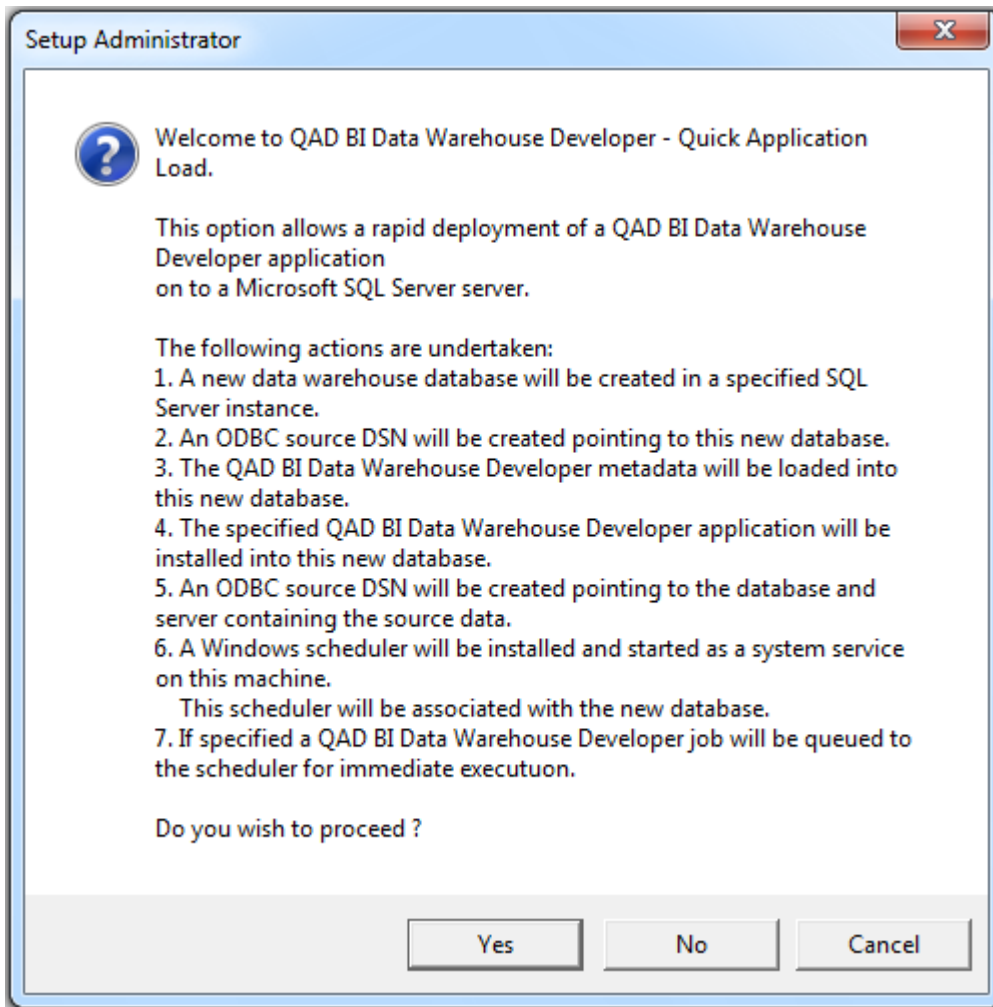 Setup Administrator
Welcome to QAD BI Data Warehouse Developer - Quick Application
Load.
This option allows a rapid deployment of a QAD BI Data Warehouse
Developer application
on to a Microsoft SQL Server server.
The following actions are undertaken:
1. A new data warehouse database will be created in a specified SQL
Server instance.
2. An ODBC source DSN will be created pointing to this new database.
3. The QAD BI Data Warehouse Developer metadata will be loaded into
this new database.
4. The specified QAD BI Data Warehouse Developer application will be
installed into this new database.
5. An ODBC source DSN will be created pointing to the database and
server containing the source data.
6. A Windows scheduler will be installed and started as a system service
on this machine.
This scheduler will be associated with the new database.
7. If specified a QAD BI Data Warehouse Developer job will be queued to
the scheduler for immediate executuon.
Do you wish to proceed ?
Yes No Cancel